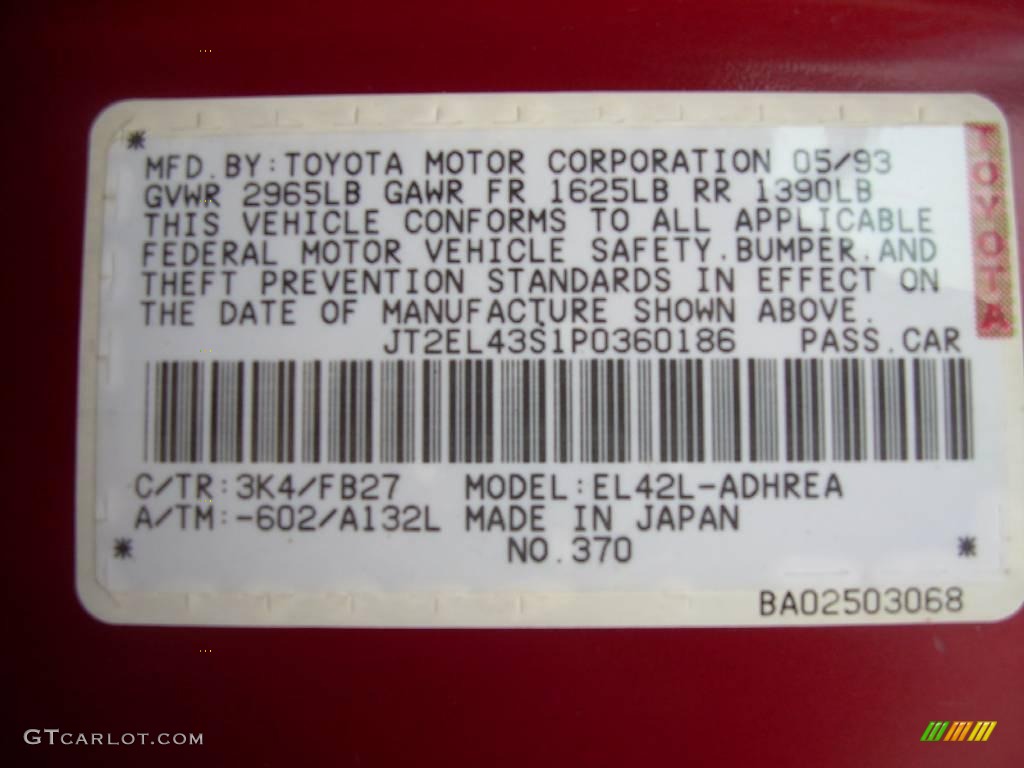 MFD.BY:TOYOTA MOTOR CORPORATION 05/93
GVWR 2965LB GAWR FR 1625LB RR 1390LB
THIS VEHICLE CONFORMS TO ALL APPLICABLE
FEDERAL MOTOR VEHICLE SAFETY.BUMPER.AND
THEFT PREVENTION STANDARDS IN EFFECT ON
THE DATE OF MANUFACTURE SHOWN ABOVE.
JT2EL43S1P0360186 PASS.CAR
TOYOTA
C/TR:3K4/FB27 MODEL:EL42L-ADHREA
A/TM:-602/A132L MADE IN JAPAN
NO.370
BA02503068
GTCARLOT.COM